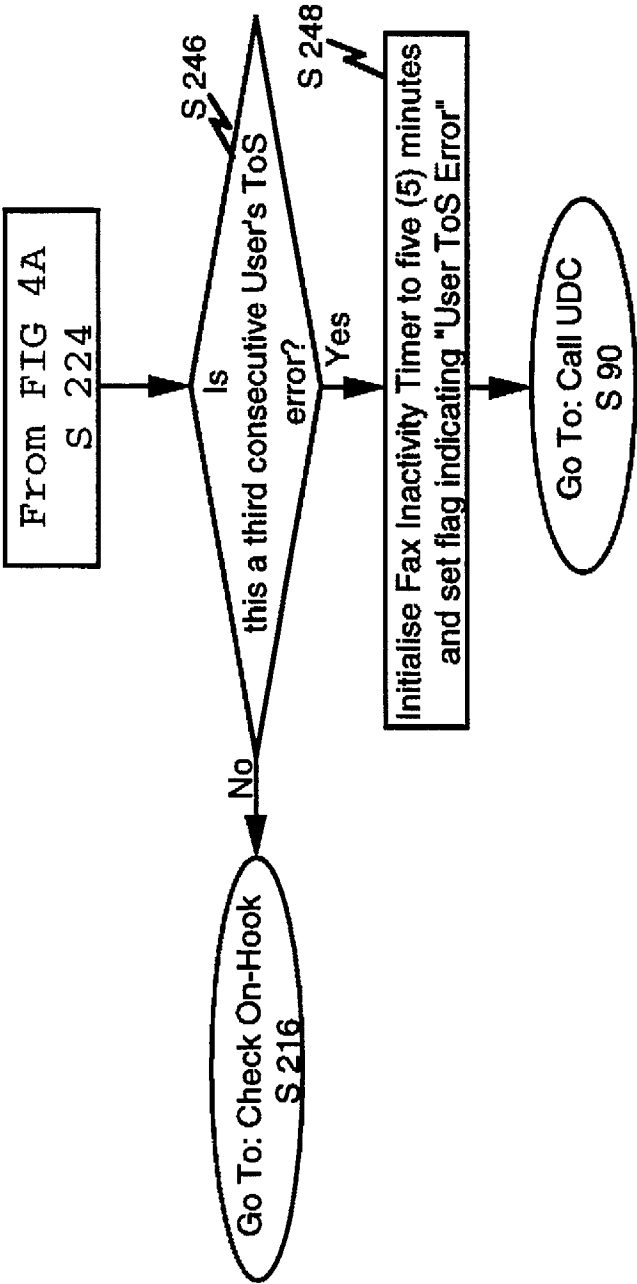 From FIG 4A
S 224
S 246
Is
this a third consecutive User's ToS
error?
No
Yes
Go To: Check On-Hook
S 216
S 248
Initialise Fax Inactivity Timer to five (5) minutes
and set flag indicating "User ToS Error"
Go To: Call UDC
S 90